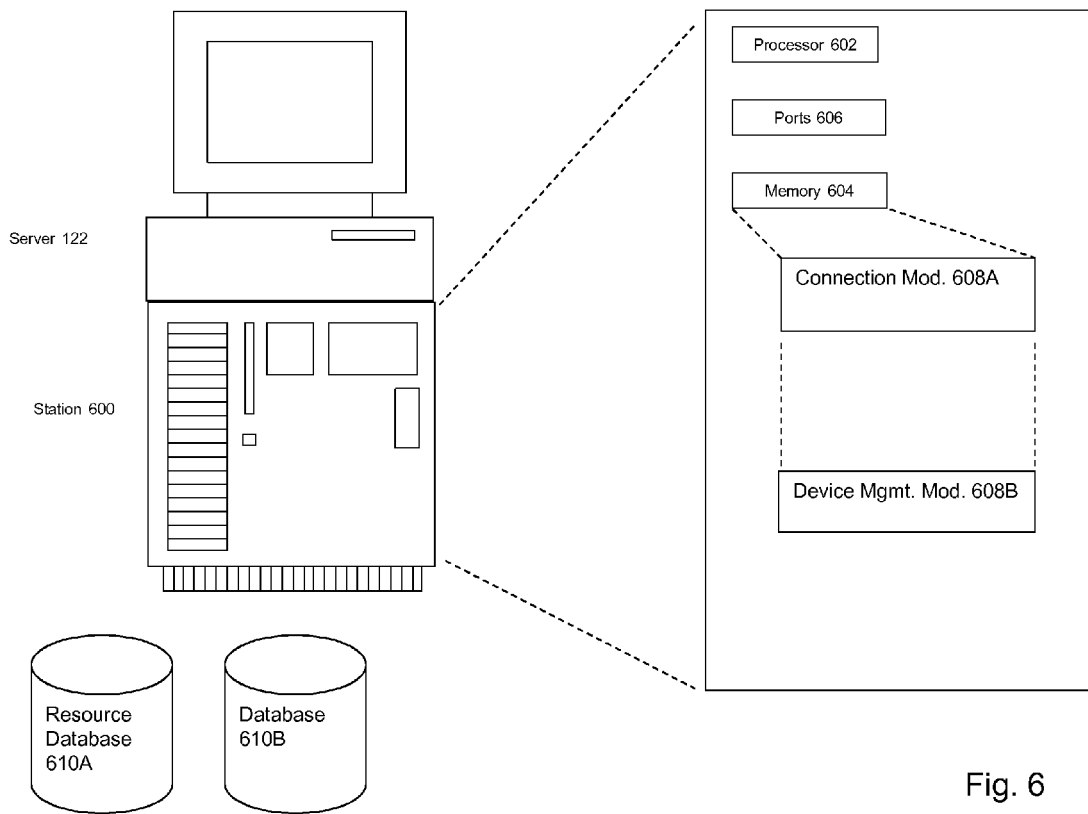 Processor 602
Ports 606
Memory 604
Server 122
Connection Mod. 608A
Station 600
Device Mgmt. Mod. 608B
Resource
Database
610A
Database
610B
Fig. 6